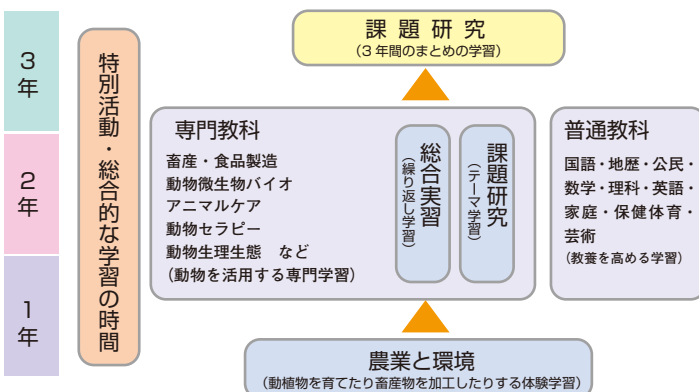 3年
2年
1年
特別活動・総合的な学習の時間
課題研究
(3年間のまとめの学習)
専門教科
畜産・食品製造
動物微生物バイオ
アニマルケア
動物セラピー
動物生理生態 など
(動物を活用する専門学習)
総合実習
(繰り返し学習)
課題研究
(テーマ学習)
普通教科
国語・地歴・公民・
数学・理科・英語・
家庭・保健体育・
芸術
(教養を高める学習)
農業と環境
(動植物を育てたり畜産物を加工したりする体験学習)